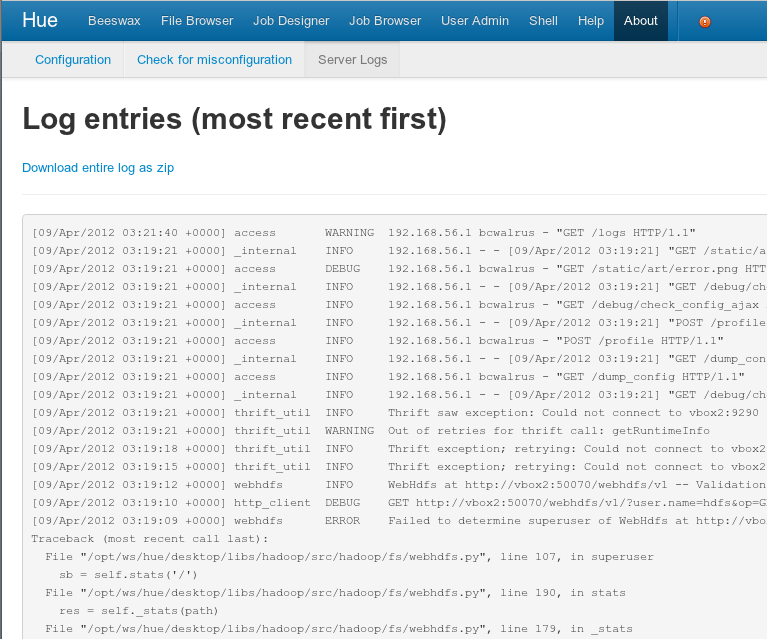 Hue Beeswax File Browser Job Designer Job Browser User Admin Shell Help About
Configuration Check for misconfiguration Server Logs
Log entries (most recent first)
Download entire log as zip
[09/Apr/2012 03:21:40 +0000] access WARNING 192.168.56.1 bcwalrus - "GET /logs HTTP/1.1"
[09/Apr/2012 03:19:21 +0000] _internal INFO 192.168.56.1 - - [09/Apr/2012 03:19:21] "GET /static/a
[09/Apr/2012 03:19:21 +0000] access DEBUG 192.168.56.1 bcwalrus - "GET /static/art/error.png HTT
[09/Apr/2012 03:19:21 +0000] _internal INFO 192.168.56.1 - - [09/Apr/2012 03:19:21] "GET /debug/ch
[09/Apr/2012 03:19:21 +0000] access INFO 192.168.56.1 bcwalrus - "GET /debug/check_config_ajax
[09/Apr/2012 03:19:21 +0000] _internal INFO 192.168.56.1 - - [09/Apr/2012 03:19:21] "POST /profile
[09/Apr/2012 03:19:21 +0000] access INFO 192.168.56.1 bcwalrus - "POST /profile HTTP/1.1"
[09/Apr/2012 03:19:21 +0000] _internal INFO 192.168.56.1 - - [09/Apr/2012 03:19:21] "GET /dump_con
[09/Apr/2012 03:19:21 +0000] access INFO 192.168.56.1 bcwalrus - "GET /dump_config HTTP/1.1"
[09/Apr/2012 03:19:21 +0000] _internal INFO 192.168.56.1 - - [09/Apr/2012 03:19:21] "GET /debug/ch
[09/Apr/2012 03:19:21 +0000] thrift_util INFO Thrift saw exception: Could not connect to vbox2:9290
[09/Apr/2012 03:19:21 +0000] thrift_util WARNING Out of retries for thrift call: getRuntimeInfo
[09/Apr/2012 03:19:18 +0000] thrift_util INFO Thrift exception; retrying: Could not connect to vbox2
[09/Apr/2012 03:19:15 +0000] thrift_util INFO Thrift exception; retrying: Could not connect to vbox2
[09/Apr/2012 03:19:12 +0000] webhdfs INFO WebHdfs at http://vbox2:50070/webhdfs/v1 -- Validation
[09/Apr/2012 03:19:10 +0000] http_client DEBUG GET http://vbox2:50070/webhdfs/v1/?user.name=hdfs&op=G
[09/Apr/2012 03:19:09 +0000] webhdfs ERROR Failed to determine superuser of WebHdfs at http://vbo
Traceback (most recent call last):
File "/opt/ws/hue/desktop/libs/hadoop/src/hadoop/fs/webhdfs.py", line 107, in superuser
sb = self.stats('/')
File "/opt/ws/hue/desktop/libs/hadoop/src/hadoop/fs/webhdfs.py", line 190, in stats
res = self._stats(path)
File "/opt/ws/hue/desktop/libs/hadoop/src/hadoop/fs/webhdfs.py", line 179, in _stats